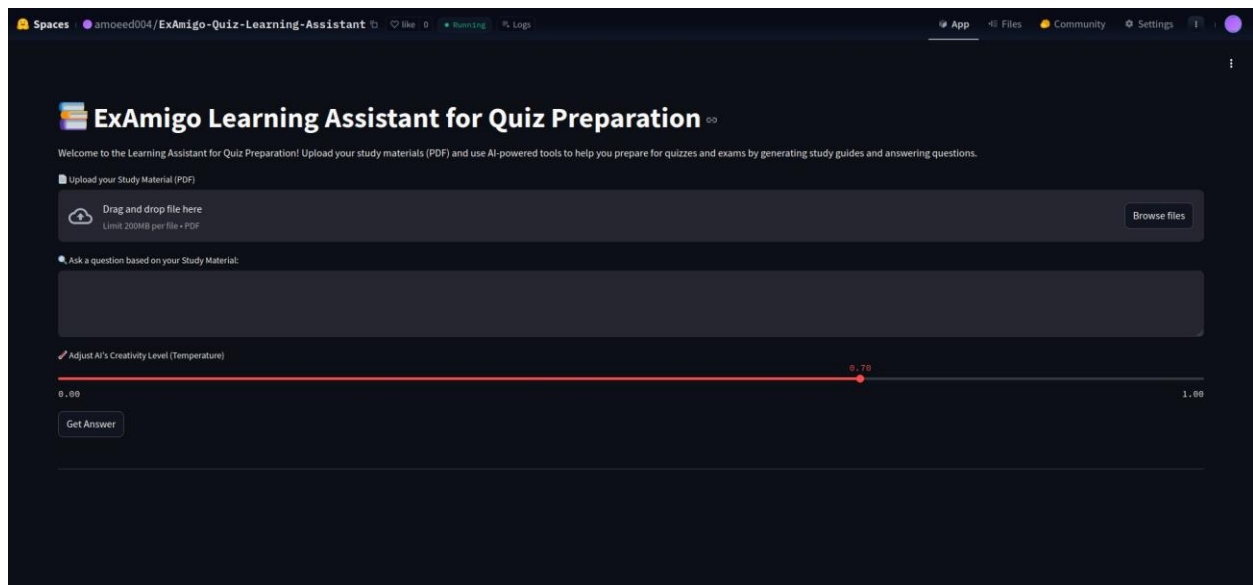 Spaces amoeed004/ExAmigo-Quiz-Learning-Assistant like 0 Running Logs App Files Community Settings
ExAmigo Learning Assistant for Quiz Preparation
Welcome to the Learning Assistant for Quiz Preparation! Upload your study materials (PDF) and use AI-powered tools to help you prepare for quizzes and exams by generating study guides and answering questions.
Upload your Study Material (PDF)
Drag and drop file here
Limit 200MB per file • PDF
Browse files
Ask a question based on your Study Material:
Adjust AI's Creativity Level (Temperature)
0.70
0.00 1.00
Get Answer